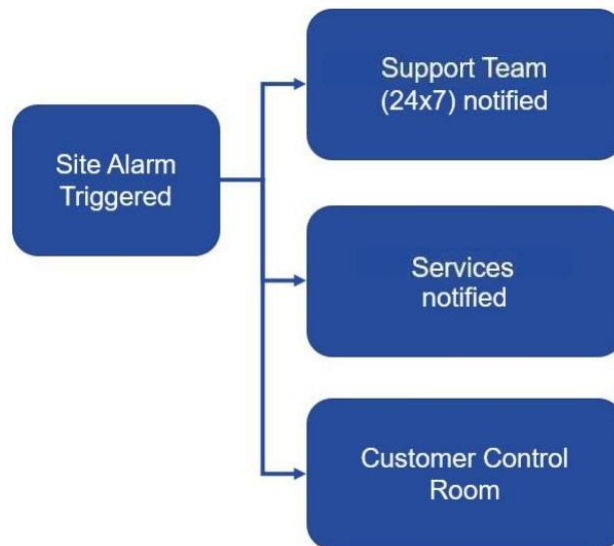 Site Alarm
Triggered
Support Team
(24x7) notified
Services
notified
Customer Control
Room